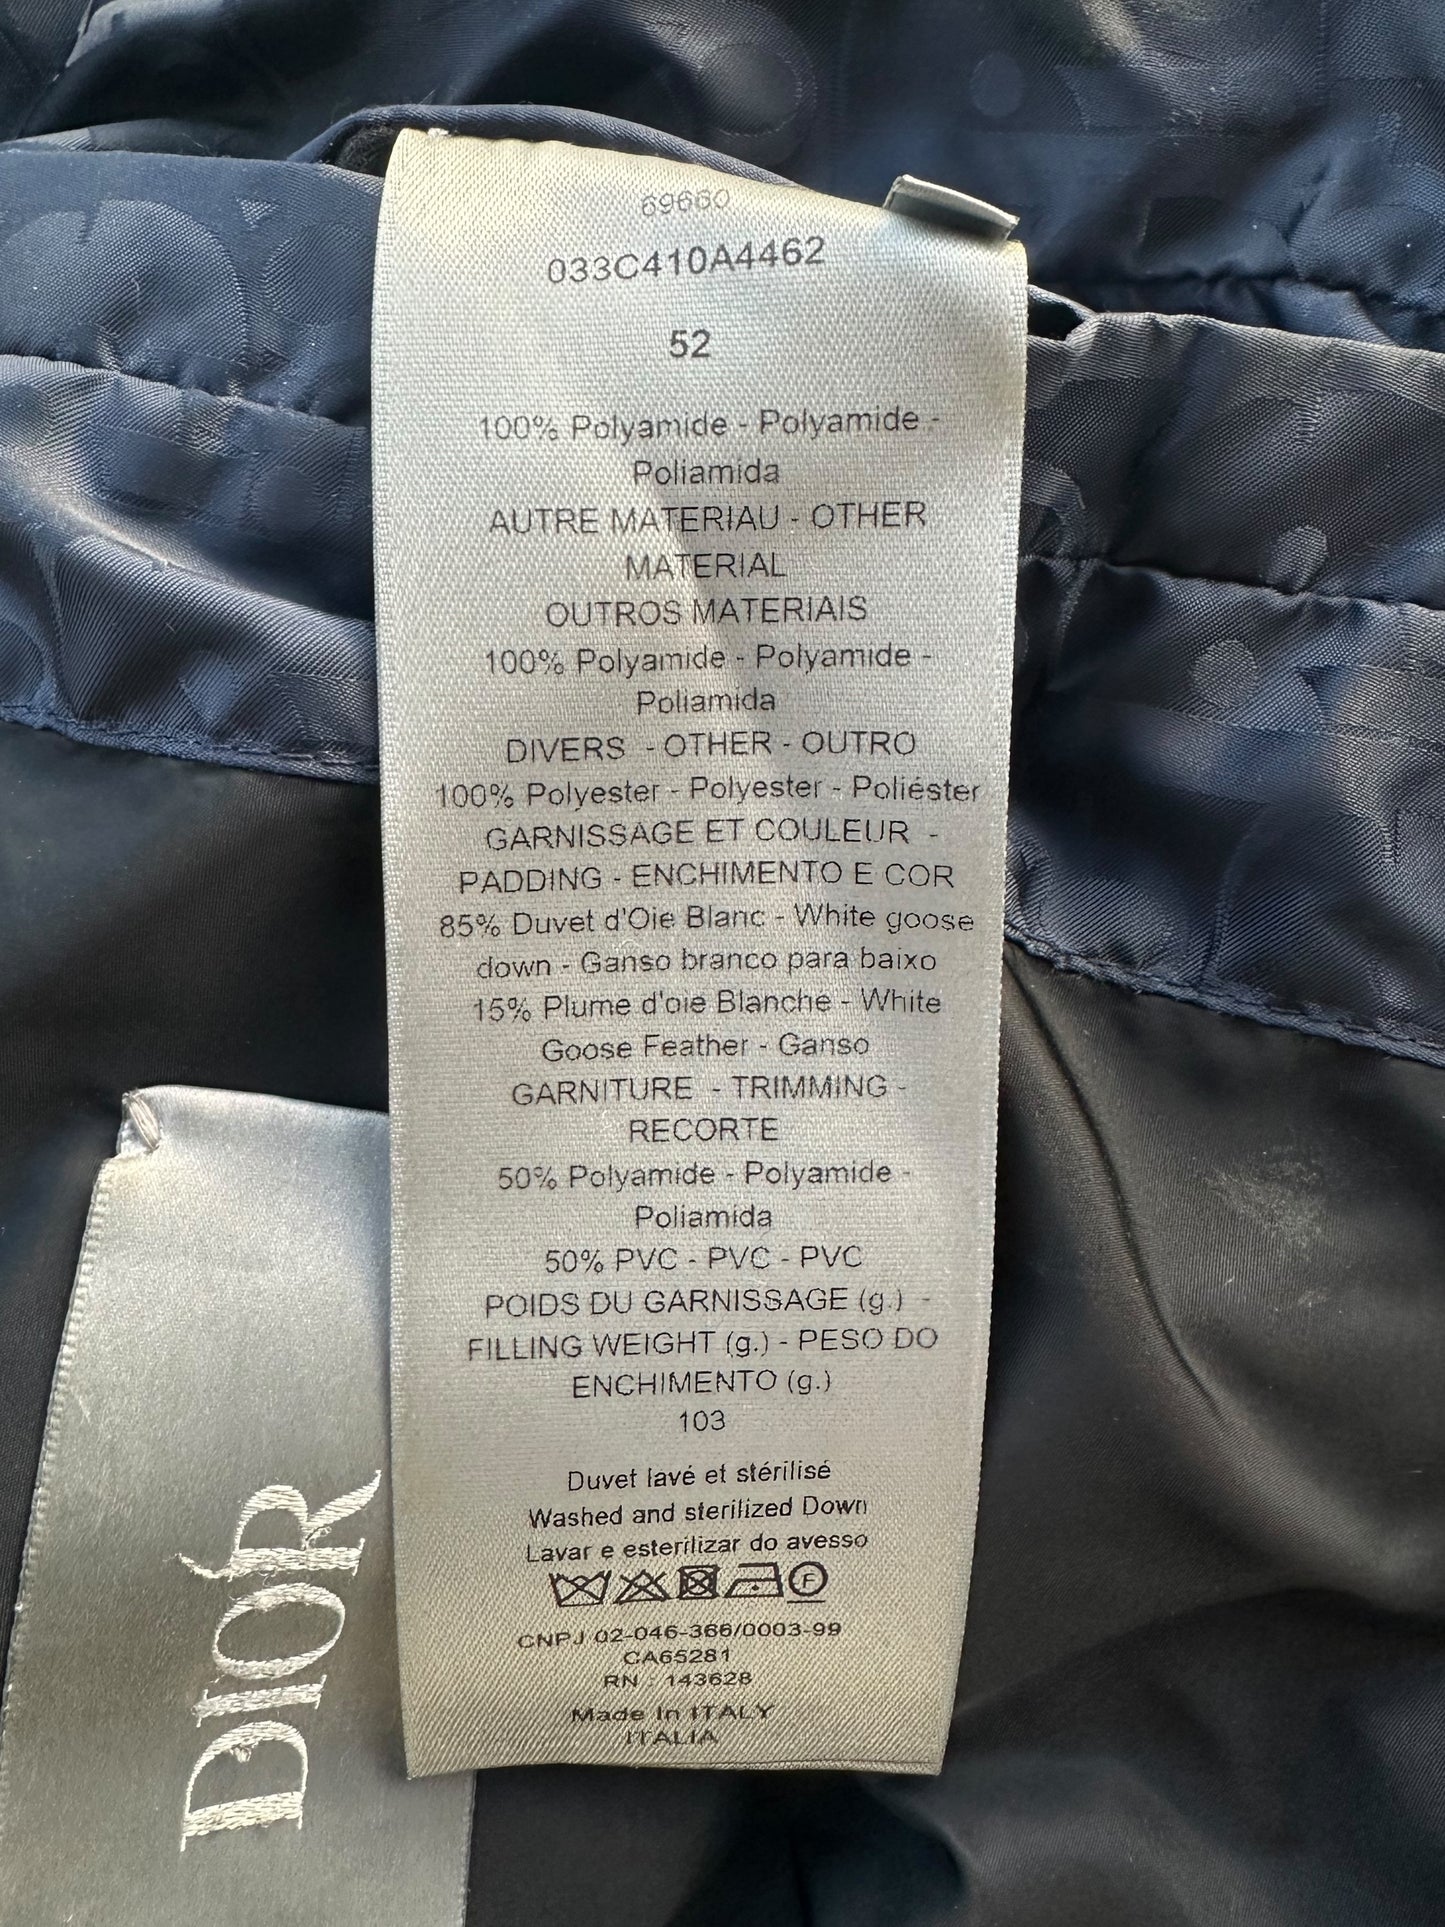 69660
033C410A4462
52
100% Polyamide - Polyamide -
Poliamida
AUTRE MATERIAU - OTHER
MATERIAL
OUTROS MATERIAIS
100% Polyamide - Polyamide -
Poliamida
DIVERS - OTHER - OUTRO
100% Polyester - Polyester - Poliéster
GARNISSAGE ET COULEUR -
PADDING - ENCHIMENTO E COR
85% Duvet d'Oie Blanc - White goose
down - Ganso branco para baixo
15% Plume d'oie Blanche - White
Goose Feather - Ganso
GARNITURE - TRIMMING -
RECORTE
50% Polyamide - Polyamide -
Poliamida
50% PVC - PVC - PVC
POIDS DU GARNISSAGE (g.) -
FILLING WEIGHT (g.) - PESO DO
ENCHIMENTO (g.)
103
Duvet lavé et stérilisé
Washed and sterilized Down
Lavar e esterilizar do avesso
F
CNPJ 02-046-366/0003-99
CA65281
RN : 143628
Made In ITALY
ITALIA
DIOR